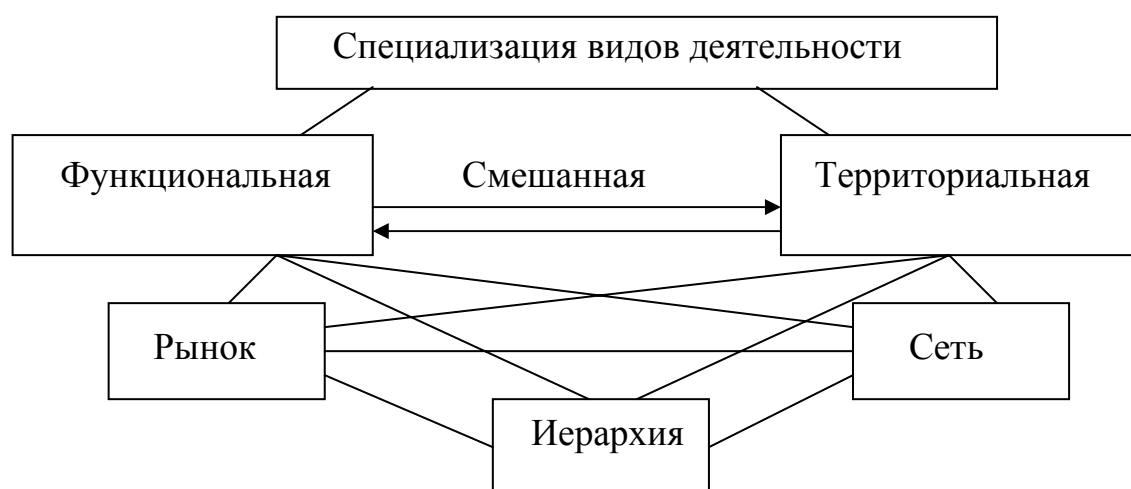 Специализация видов деятельности
Функциональная
Смешанная
Территориальная
Рынок
Сеть
Иерархия